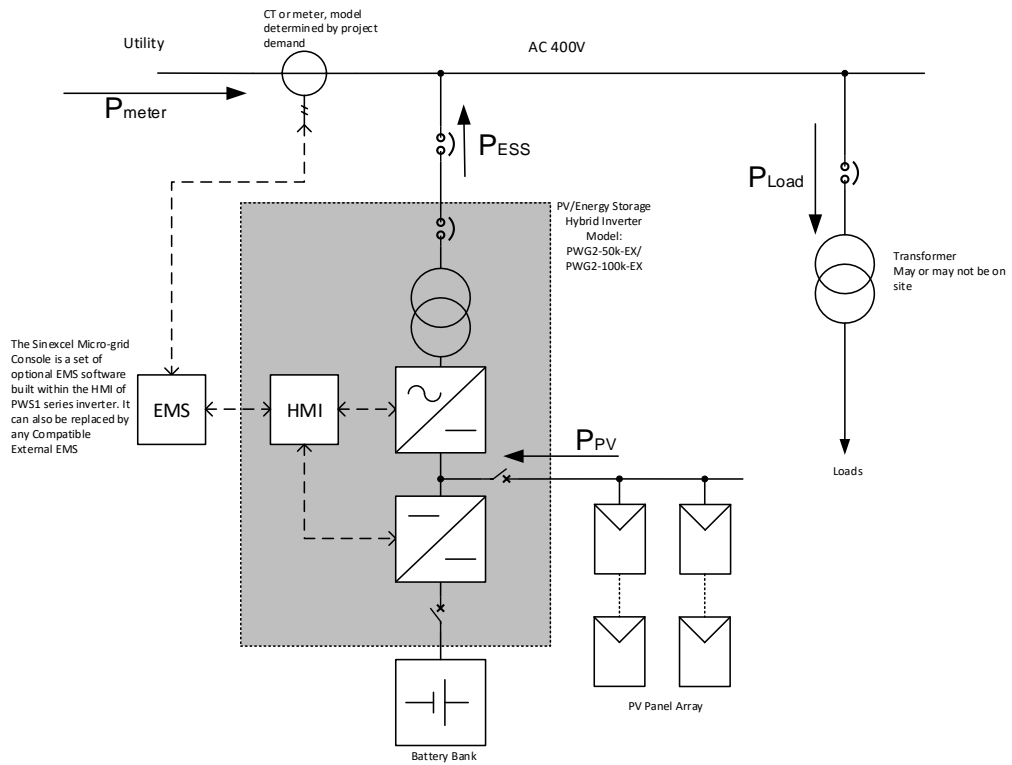 CT or meter, model
determined by project
demand
Utility
AC 400V
Pmeter
PESS
PLoad
PV/Energy Storage
Hybrid Inverter
Model:
PWG2-50k-EX/
PWG2-100k-EX
Transformer
May or may not be on
site
The Sinexcel Micro-grid
Console is a set of
optional EMS software
built within the HMI of
PWS1 series inverter. It
can also be replaced by
any Compatible
External EMS
EMS
HMI
PPV
Loads
PV Panel Array
Battery Bank